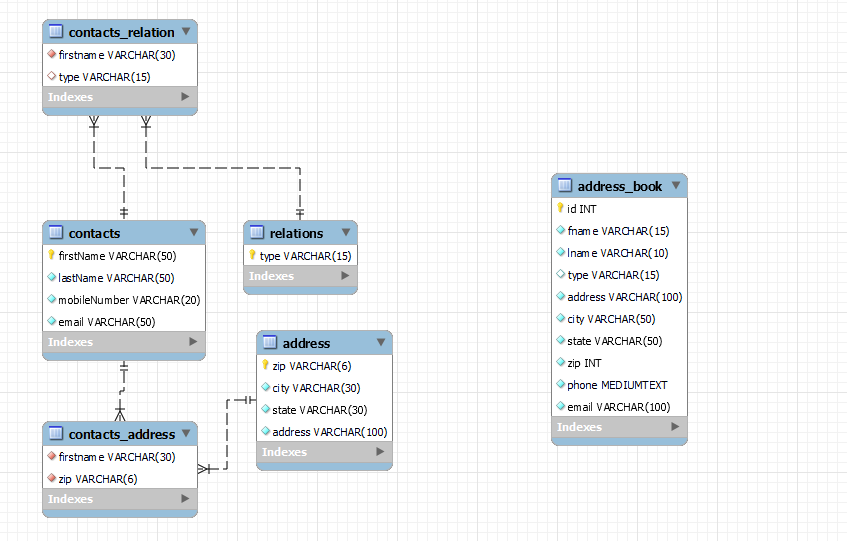 contacts_relation
firstname VARCHAR(30)
type VARCHAR(15)
Indexes
contacts
firstName VARCHAR(50)
lastName VARCHAR(50)
mobileNumber VARCHAR(20)
email VARCHAR(50)
Indexes
relations
type VARCHAR(15)
Indexes
address
zip VARCHAR(6)
city VARCHAR(30)
state VARCHAR(30)
address VARCHAR(100)
Indexes
contacts_address
firstname VARCHAR(30)
zip VARCHAR(6)
Indexes
address_book
id INT
fname VARCHAR(15)
lname VARCHAR(10)
type VARCHAR(15)
address VARCHAR(100)
city VARCHAR(50)
state VARCHAR(50)
zip INT
phone MEDIUMTEXT
email VARCHAR(100)
Indexes